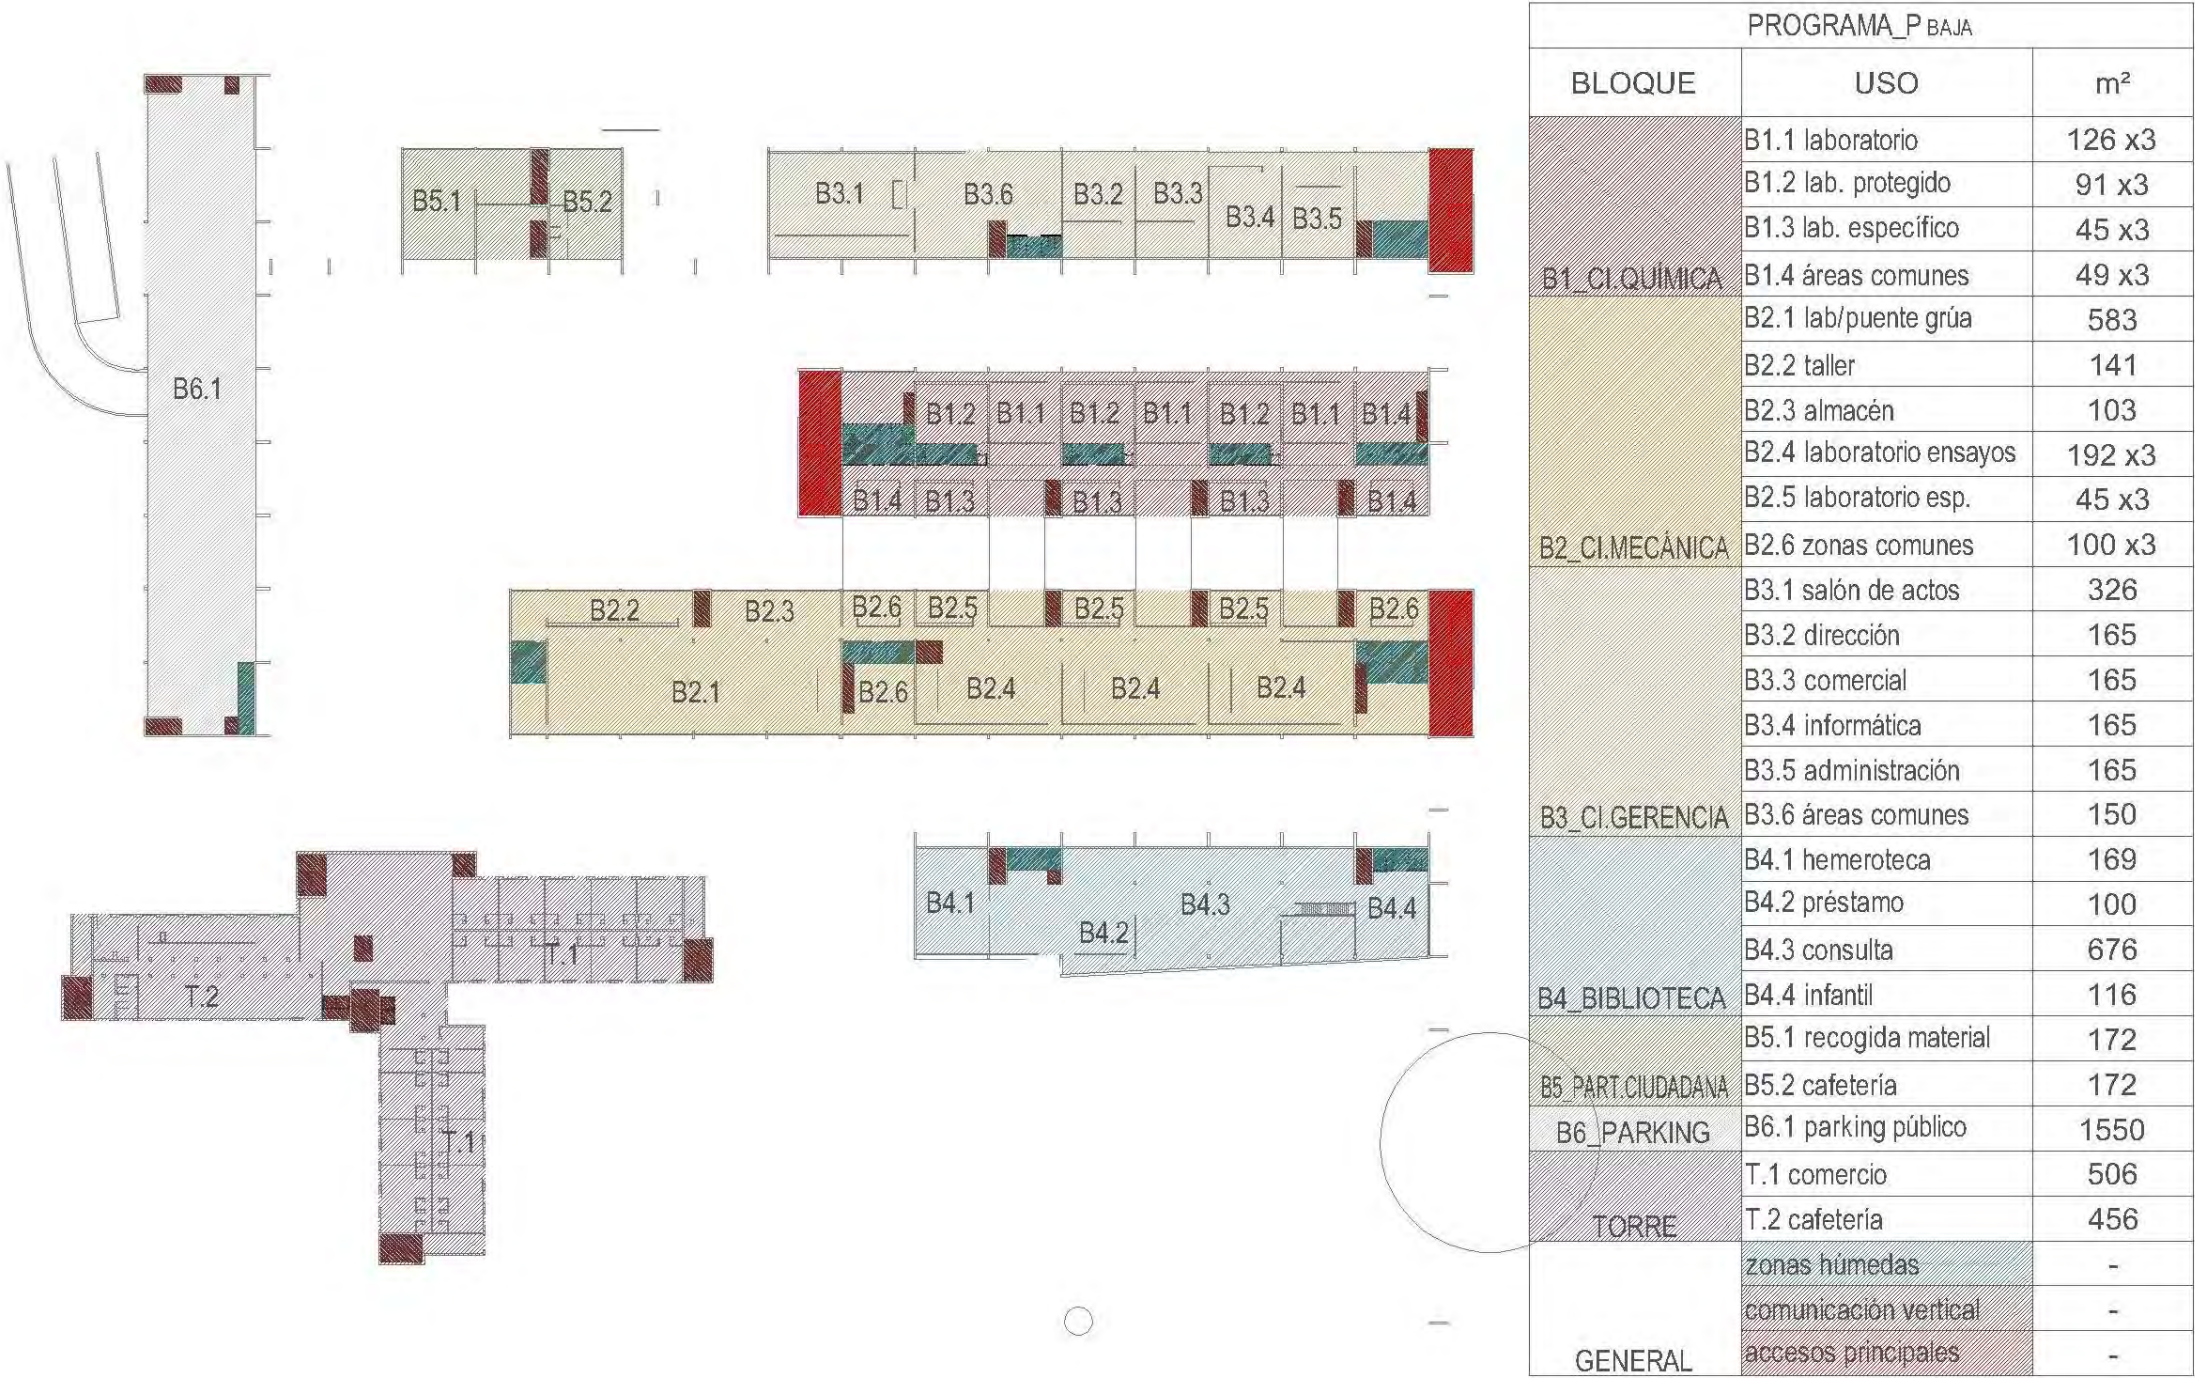 PROGRAMA_P BAJA
BLOQUE USO m²
B1_CI.QUÍMICA
B1.1 laboratorio 126 x3
B1.2 lab. protegido 91 x3
B1.3 lab. específico 45 x3
B1.4 áreas comunes 49 x3
B2_CI.MECÁNICA
B2.1 lab/puente grúa 583
B2.2 taller 141
B2.3 almacén 103
B2.4 laboratorio ensayos 192 x3
B2.5 laboratorio esp. 45 x3
B2.6 zonas comunes 100 x3
B3_CI.GERENCIA
B3.1 salón de actos 326
B3.2 dirección 165
B3.3 comercial 165
B3.4 informática 165
B3.5 administración 165
B3.6 áreas comunes 150
B4_BIBLIOTECA
B4.1 hemeroteca 169
B4.2 préstamo 100
B4.3 consulta 676
B4.4 infantil 116
B5_PART.CIUDADANA
B5.1 recogida material 172
B5.2 cafetería 172
B6_PARKING
B6.1 parking público 1550
TORRE
T.1 comercio 506
T.2 cafetería 456
GENERAL
zonas húmedas -
comunicación vertical -
accesos principales -
B6.1
B5.1 B5.2
B3.1 B3.6 B3.2 B3.3 B3.4 B3.5
B1.2 B1.1 B1.2 B1.1 B1.2 B1.1 B1.4
B1.4 B1.3 B1.3 B1.3 B1.4
B2.2 B2.3 B2.6 B2.5 B2.5 B2.5 B2.6
B2.1 B2.6 B2.4 B2.4 B2.4
B4.1 B4.2 B4.3 B4.4
T.2 T.1
T.1